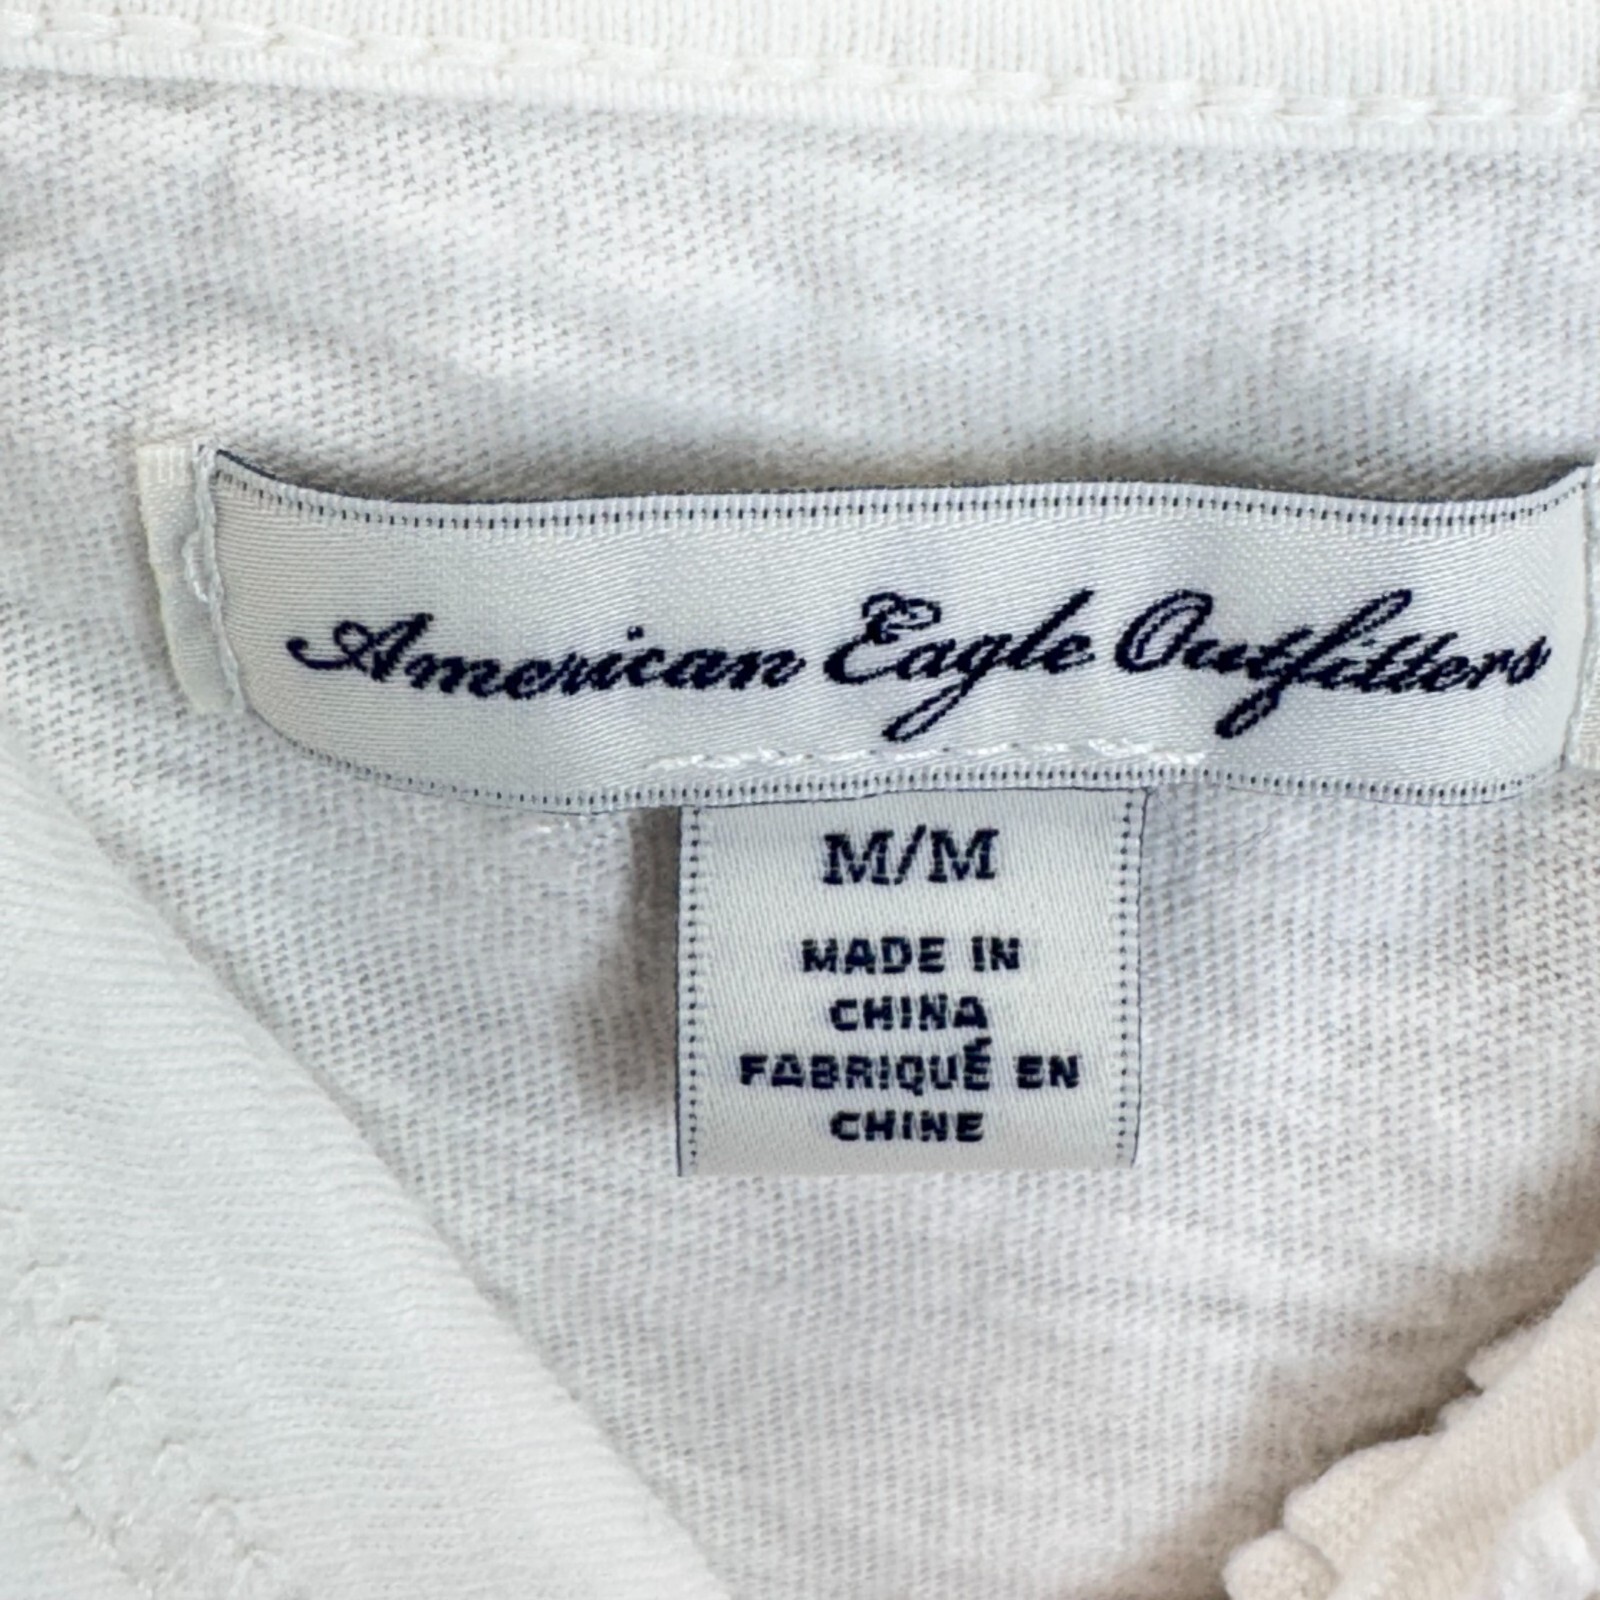 American Eagle Outfitters
M/M
MADE IN
CHINA
FABRIQUÉ EN
CHINE